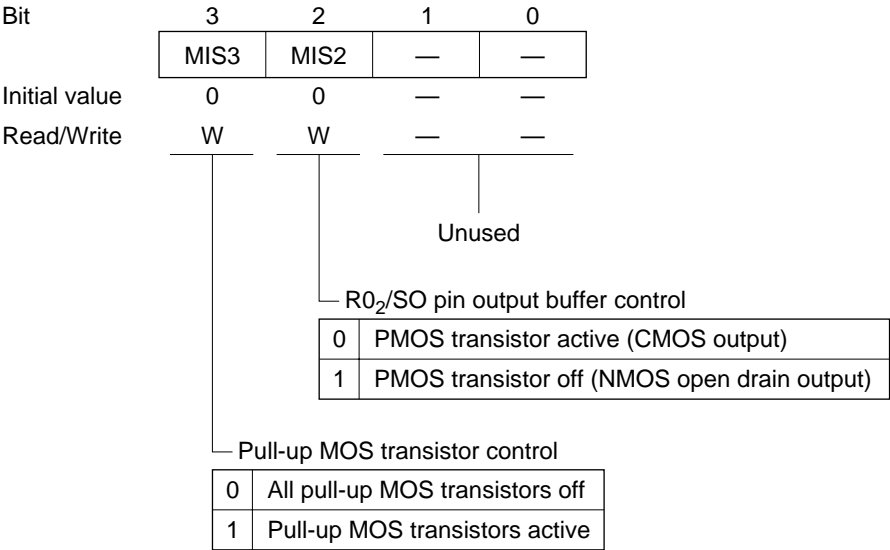 Bit 3 2 1 0
MIS3 MIS2 — —
Initial value 0 0 — —
Read/Write W W — —
Unused
R0₂/SO pin output buffer control
0 PMOS transistor active (CMOS output)
1 PMOS transistor off (NMOS open drain output)
Pull-up MOS transistor control
0 All pull-up MOS transistors off
1 Pull-up MOS transistors active